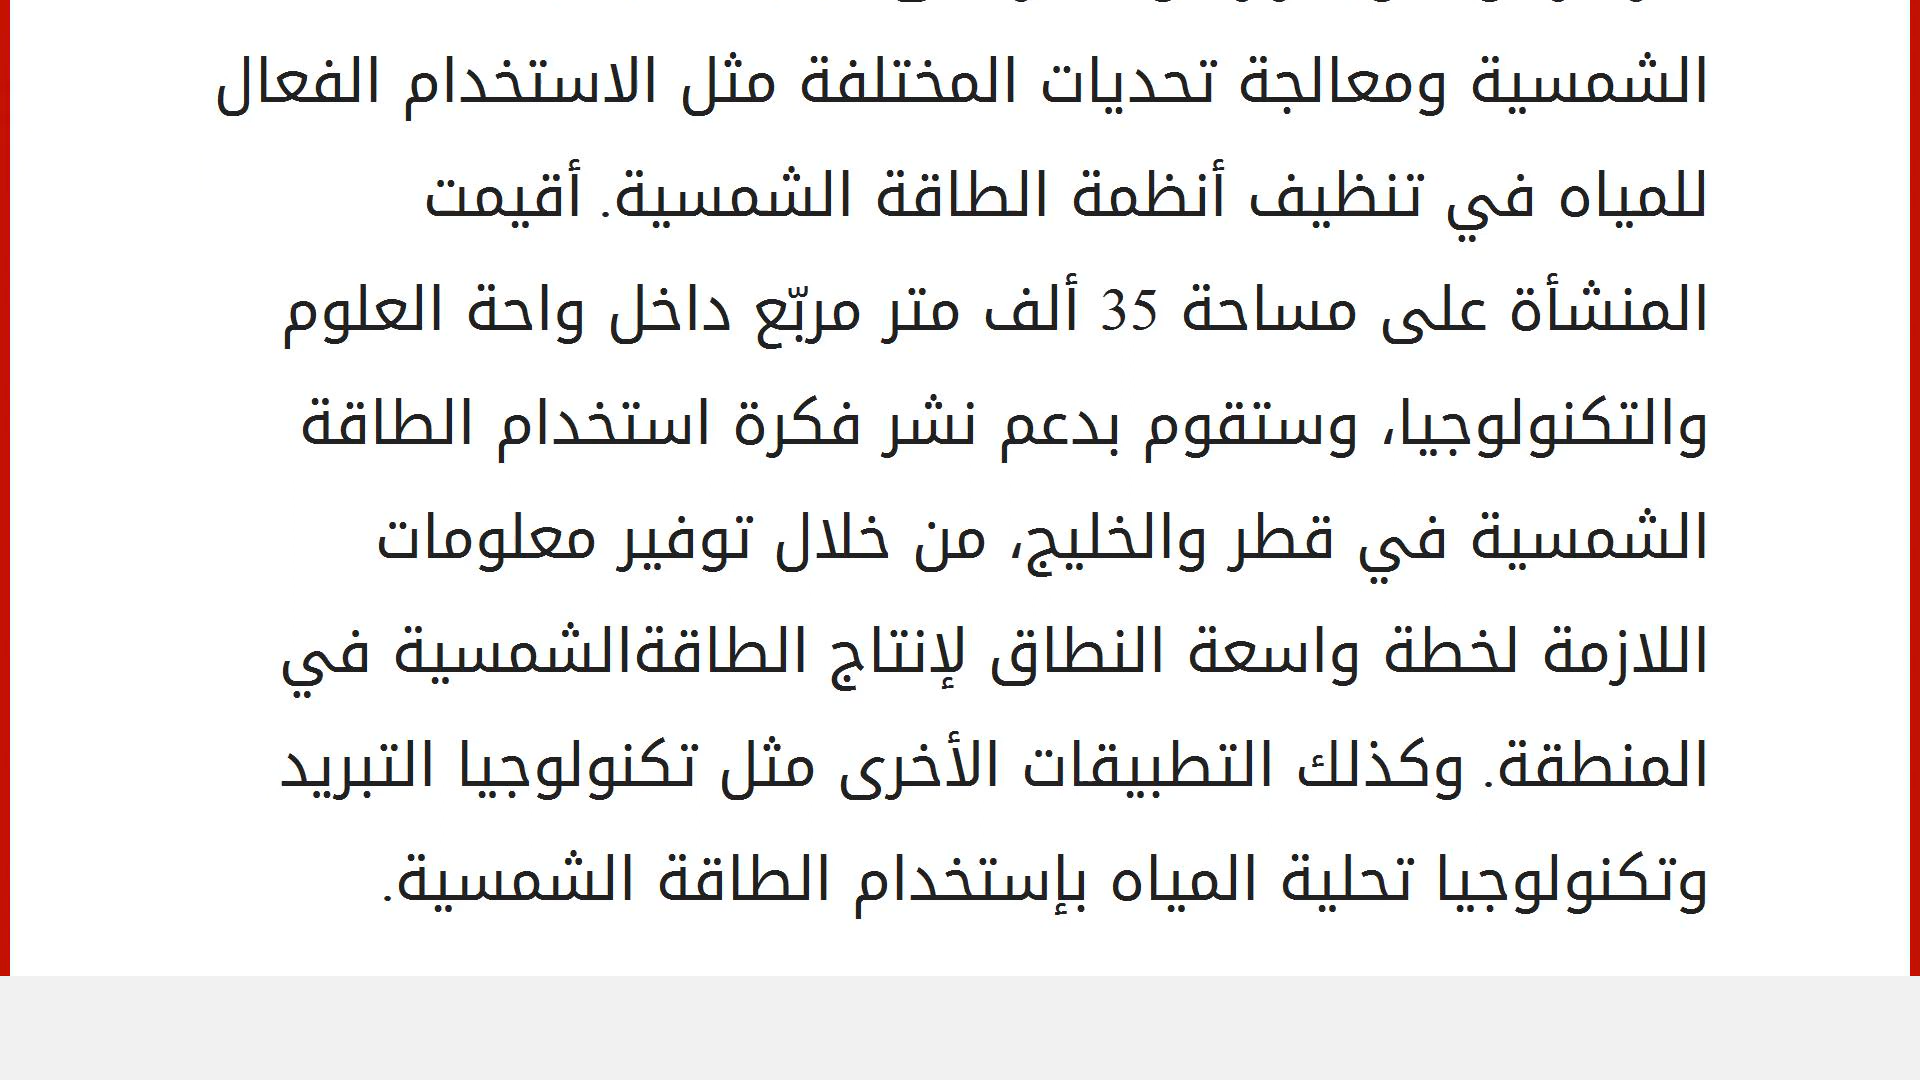 الشمسية ومعالجة تحديات المختلفة مثل الاستخدام الفعال
للمياه في تنظيف أنظمة الطاقة الشمسية. أقيمت
المنشأة على مساحة 35 ألف متر مربّع داخل واحة العلوم
والتكنولوجيا، وستقوم بدعم نشر فكرة استخدام الطاقة
الشمسية في قطر والخليج، من خلال توفير معلومات
اللازمة لخطة واسعة النطاق لإنتاج الطاقةالشمسية في
المنطقة. وكذلك التطبيقات الأخرى مثل تكنولوجيا التبريد
وتكنولوجيا تحلية المياه بإستخدام الطاقة الشمسية.